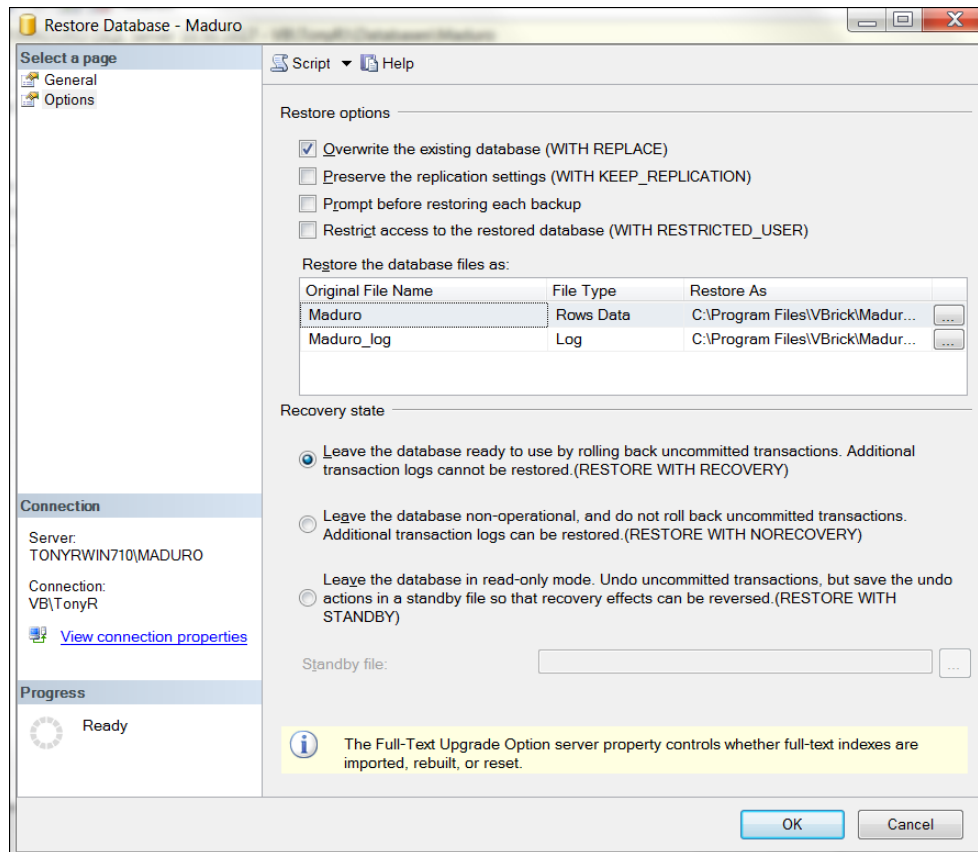 Restore Database - Maduro
Select a page
General
Options
Script
Help
Restore options
Overwrite the existing database (WITH REPLACE)
Preserve the replication settings (WITH KEEP_REPLICATION)
Prompt before restoring each backup
Restrict access to the restored database (WITH RESTRICTED_USER)
Restore the database files as:
Original File Name File Type Restore As
Maduro Rows Data C:\Program Files\VBrick\Madur... ...
Maduro_log Log C:\Program Files\VBrick\Madur... ...
Recovery state
Leave the database ready to use by rolling back uncommitted transactions. Additional
transaction logs cannot be restored.(RESTORE WITH RECOVERY)
Leave the database non-operational, and do not roll back uncommitted transactions.
Additional transaction logs can be restored.(RESTORE WITH NORECOVERY)
Leave the database in read-only mode. Undo uncommitted transactions, but save the undo
actions in a standby file so that recovery effects can be reversed.(RESTORE WITH
STANDBY)
Standby file:
...
Connection
Server:
TONYRWIN710\MADURO
Connection:
VB\TonyR
View connection properties
Progress
Ready
The Full-Text Upgrade Option server property controls whether full-text indexes are
imported, rebuilt, or reset.
OK
Cancel